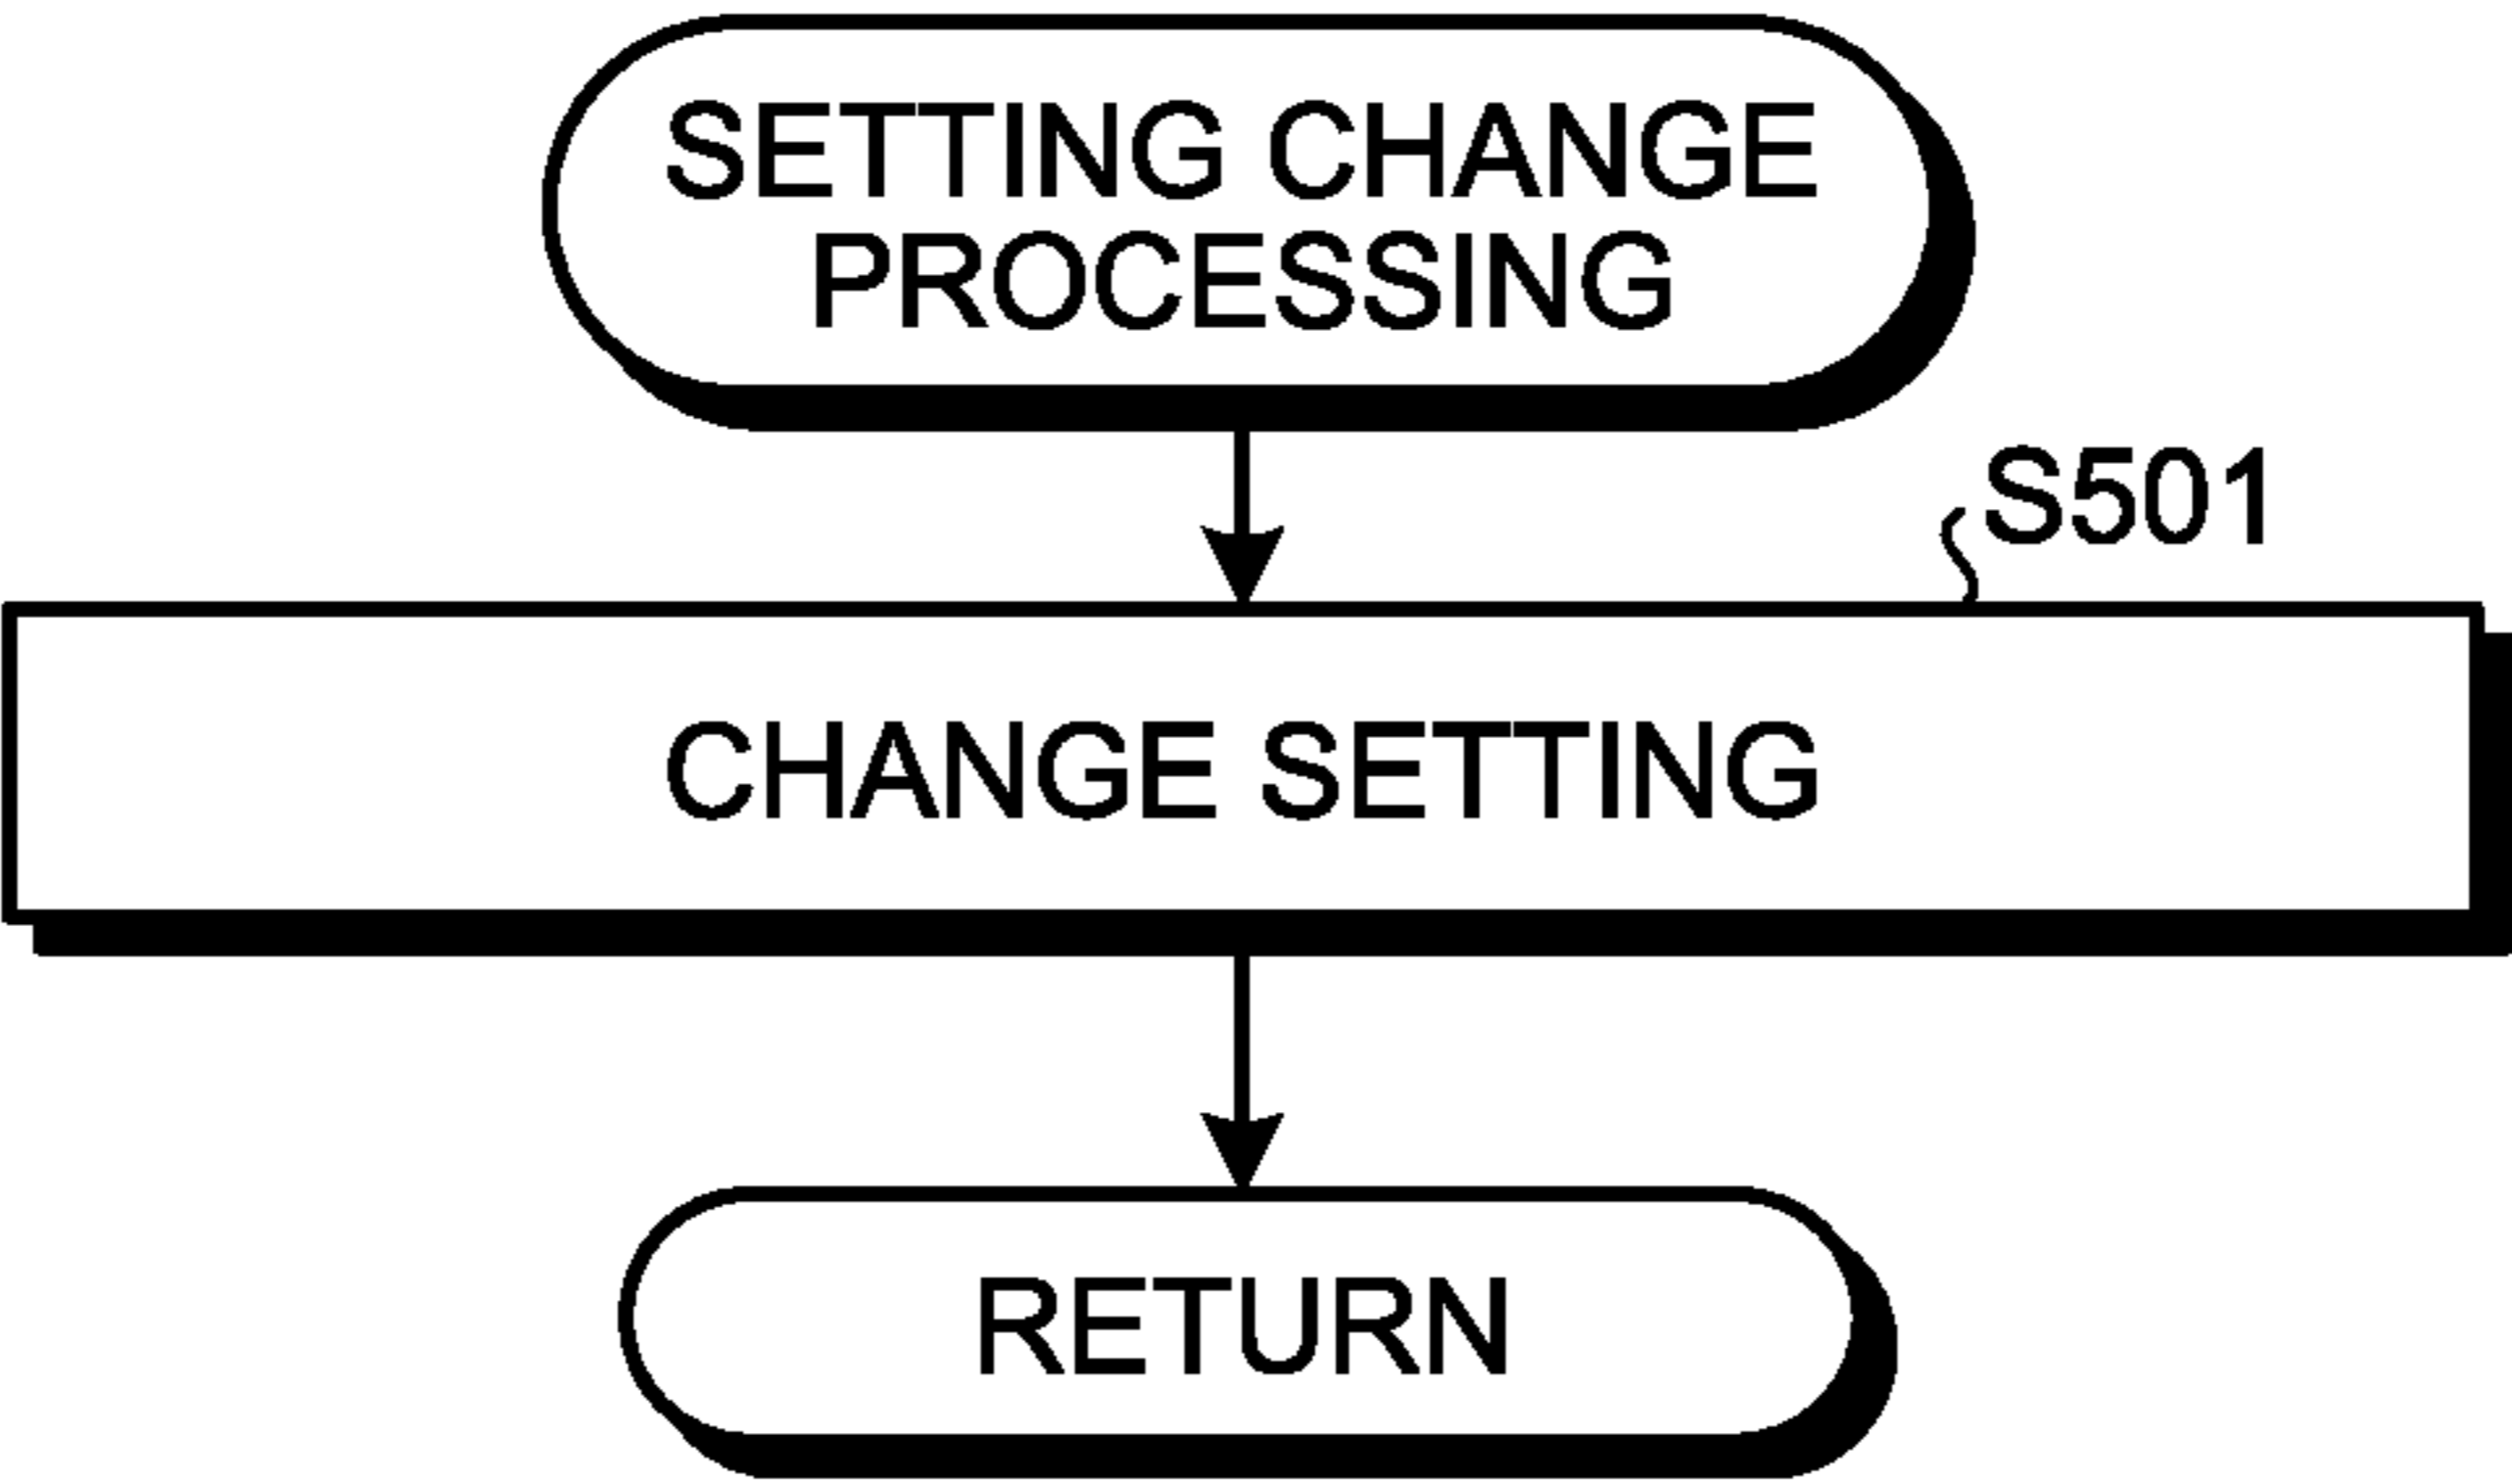 SETTING CHANGE
PROCESSING
S501
CHANGE SETTING
RETURN